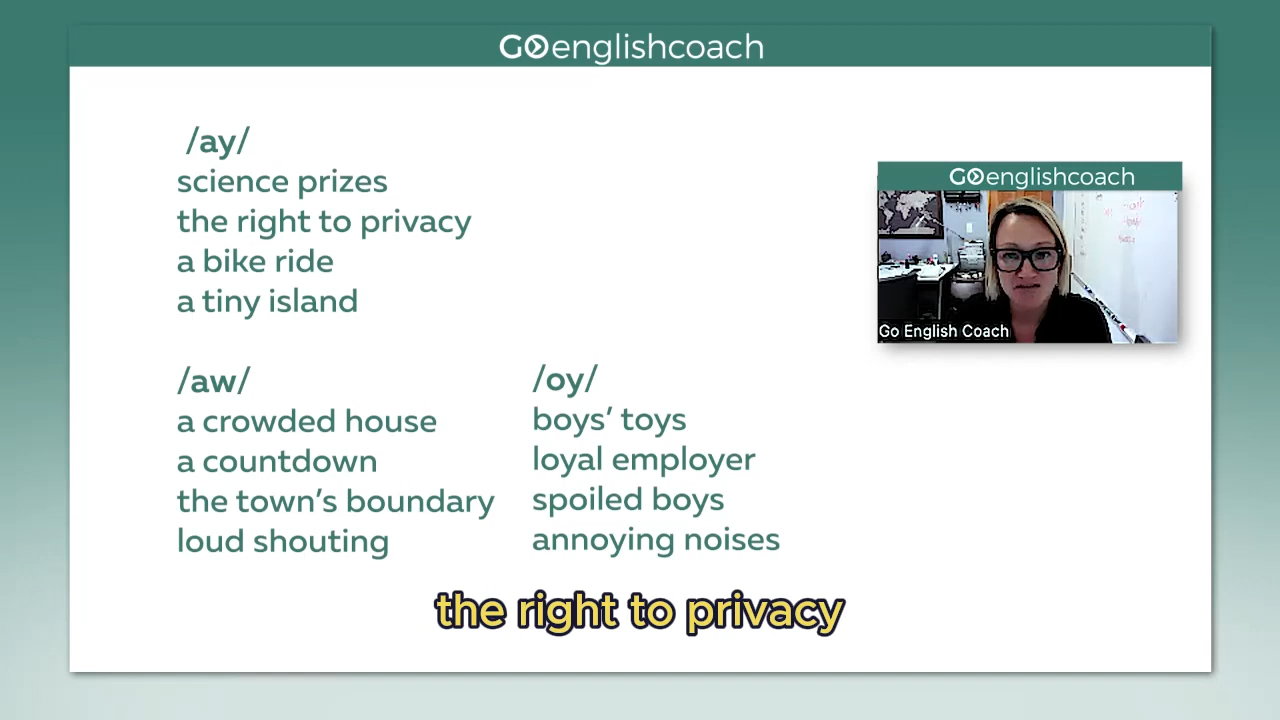 GOenglishcoach
/ay/
science prizes
the right to privacy
a bike ride
a tiny island
GOenglishcoach
Go English Coach
/aw/
a crowded house
a countdown
the town's boundary
loud shouting
/oy/
boys' toys
loyal employer
spoiled boys
annoying noises
the right to privacy